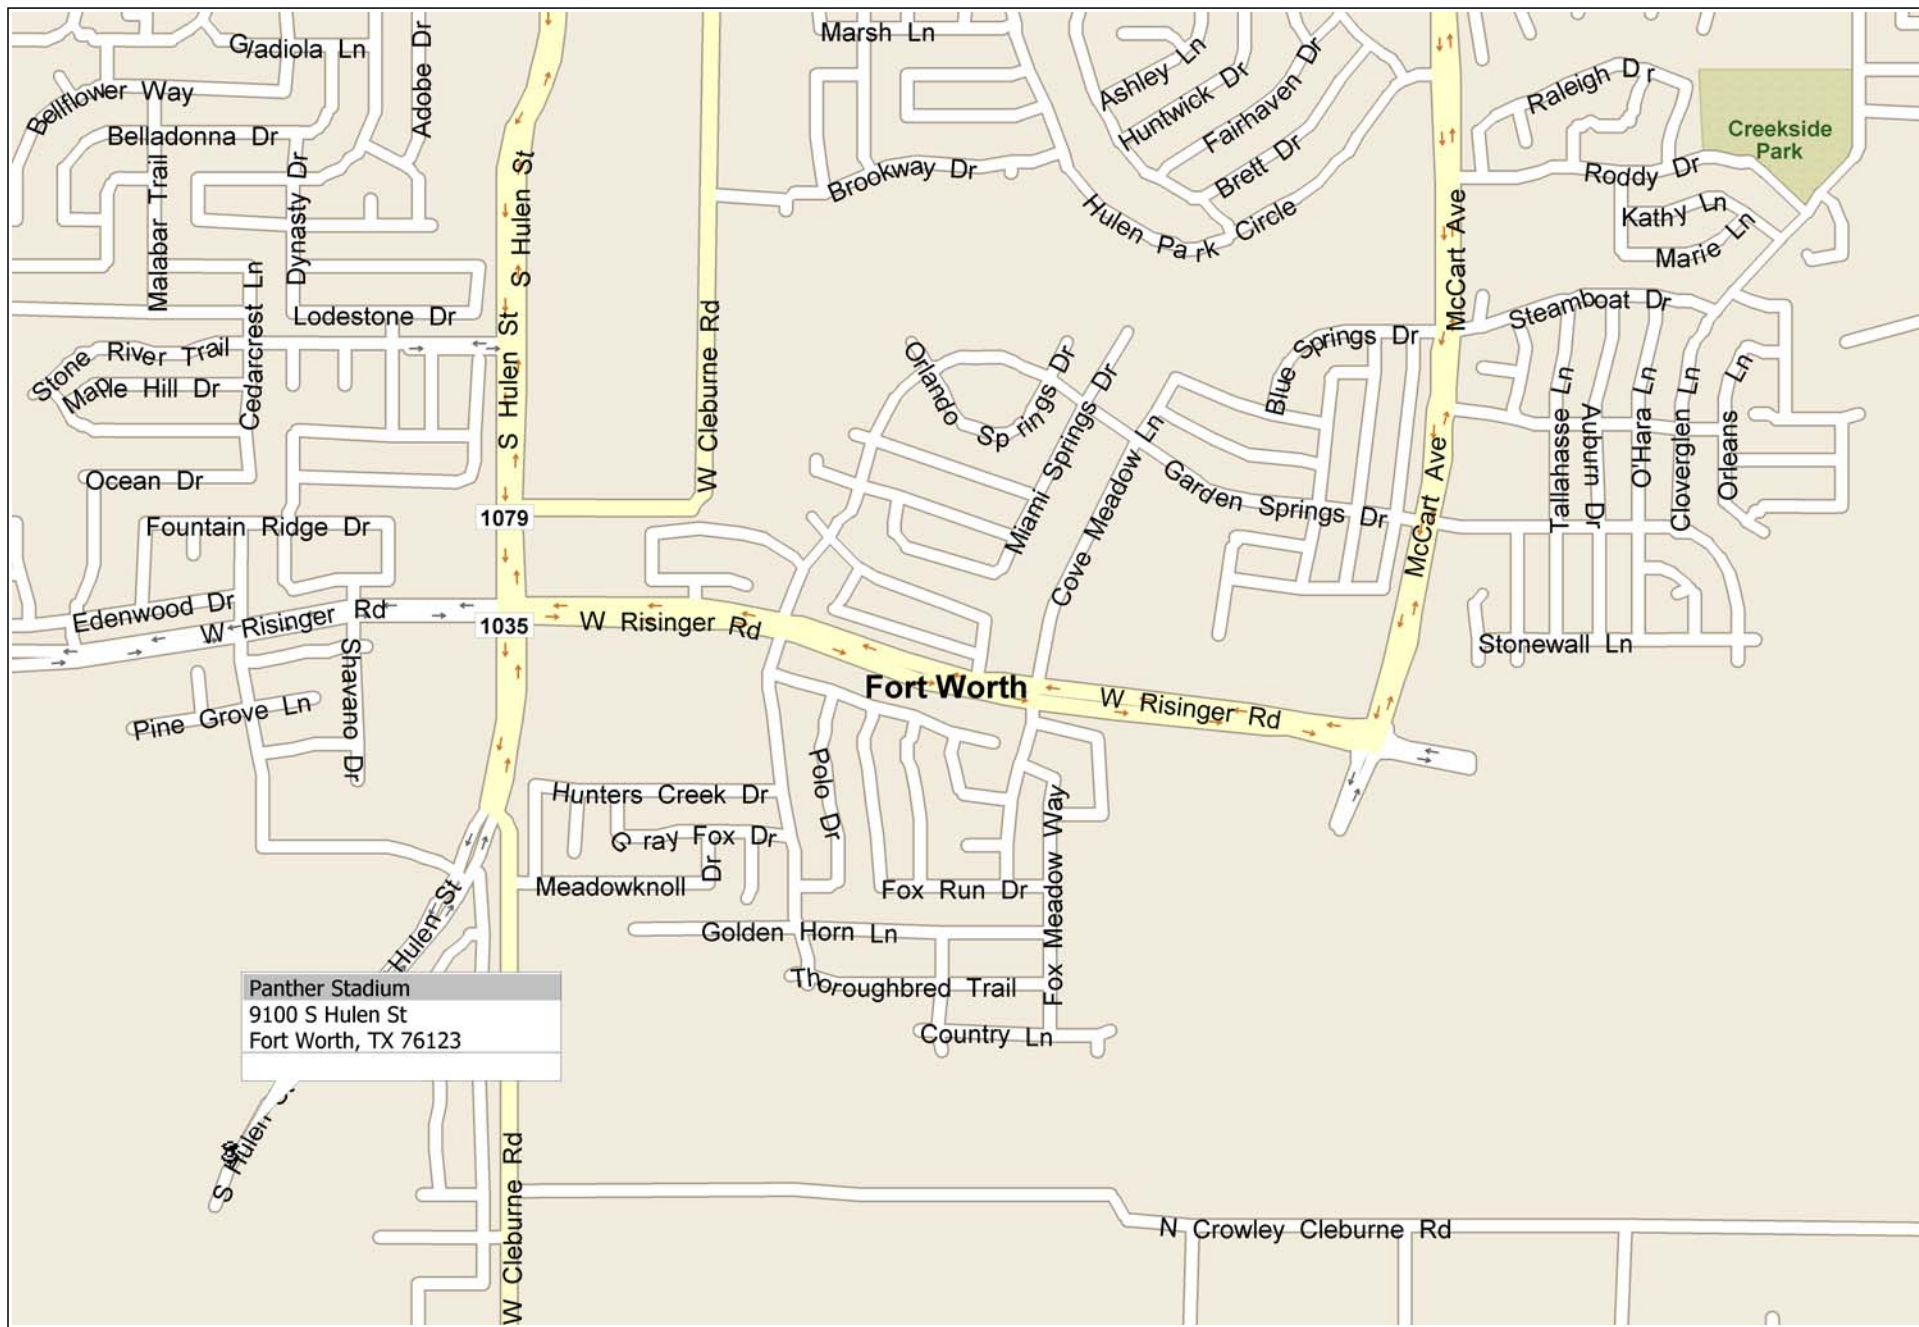 Gladiola Ln
Adobe Dr
Marsh Ln
Ashley Ln
Huntwick Dr
Fairhaven Dr
Raleigh Dr
Bellflower Way
Belladonna Dr
Malabar Trail
Dynasty Dr
S Hulen St
Brookway Dr
Brett Dr
Hulen Park Circle
McCart Ave
Creekside
Park
Roddy Dr
Kathy Ln
Marie Ln
Cedarcrest Ln
Lodestone Dr
S Hulen St
W Cleburne Rd
Steamboat Dr
Stone River Trail
Maple Hill Dr
Orlando Springs Dr
Miami Springs Dr
Blue Springs Dr
Tallahasse Ln
Auburn Dr
O'Hara Ln
Cloverglen Ln
Orleans Ln
Ocean Dr
Cove Meadow Ln
Garden Springs Dr
McCart Ave
1079
Fountain Ridge Dr
Edenwood Dr
W Risinger Rd
1035
W Risinger Rd
Shavano Dr
Stonewall Ln
Fort Worth
W Risinger Rd
Pine Grove Ln
Polo Dr
Hunters Creek Dr
Gray Fox Dr
Meadowknoll Dr
Fox Run Dr
Fox Meadow Way
Golden Horn Ln
Hulen St
Thoroughbred Trail
Country Ln
Panther Stadium
9100 S Hulen St
Fort Worth, TX 76123
S Hulen
W Cleburne Rd
N Crowley Cleburne Rd